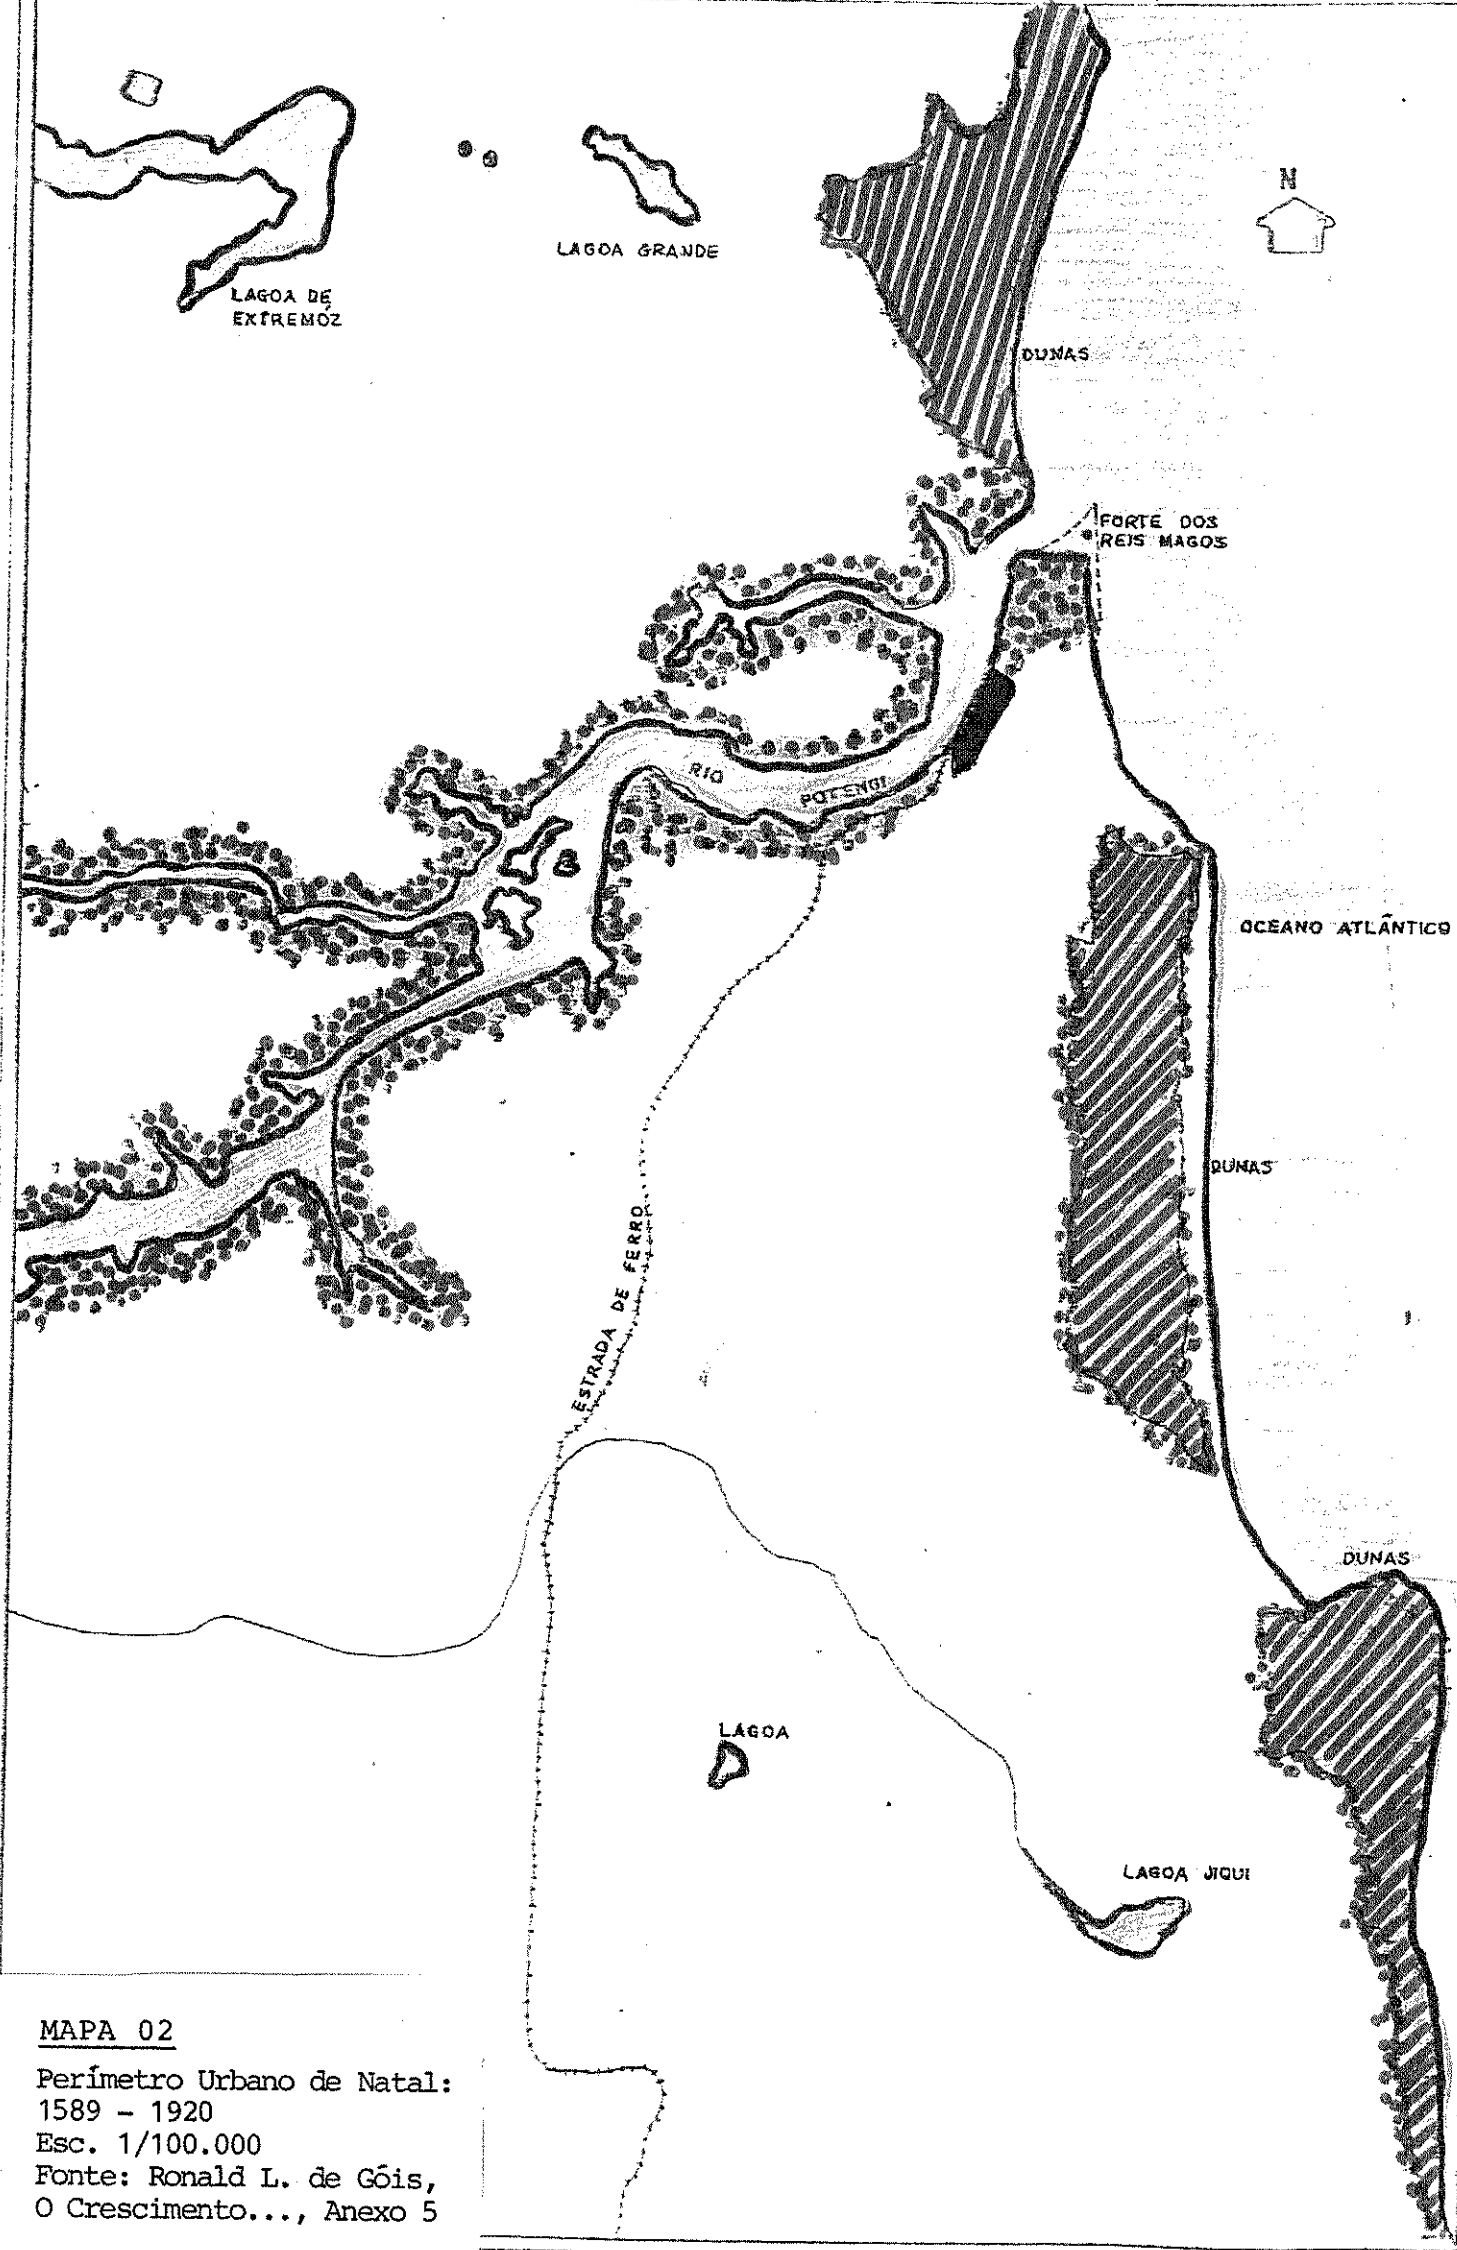 N
LAGOA GRANDE
LAGOA DE
EXTREMÓZ
DUNAS
FORTE DOS
REIS MAGOS
RIO
POTENGI
OCEANO ATLÂNTICO
DUNAS
ESTRADA DE FERRO
DUNAS
LAGOA
LAGOA JIQUI
MAPA 02
Perímetro Urbano de Natal:
1589 - 1920
Esc. 1/100.000
Fonte: Ronald L. de Góis,
O Crescimento..., Anexo 5